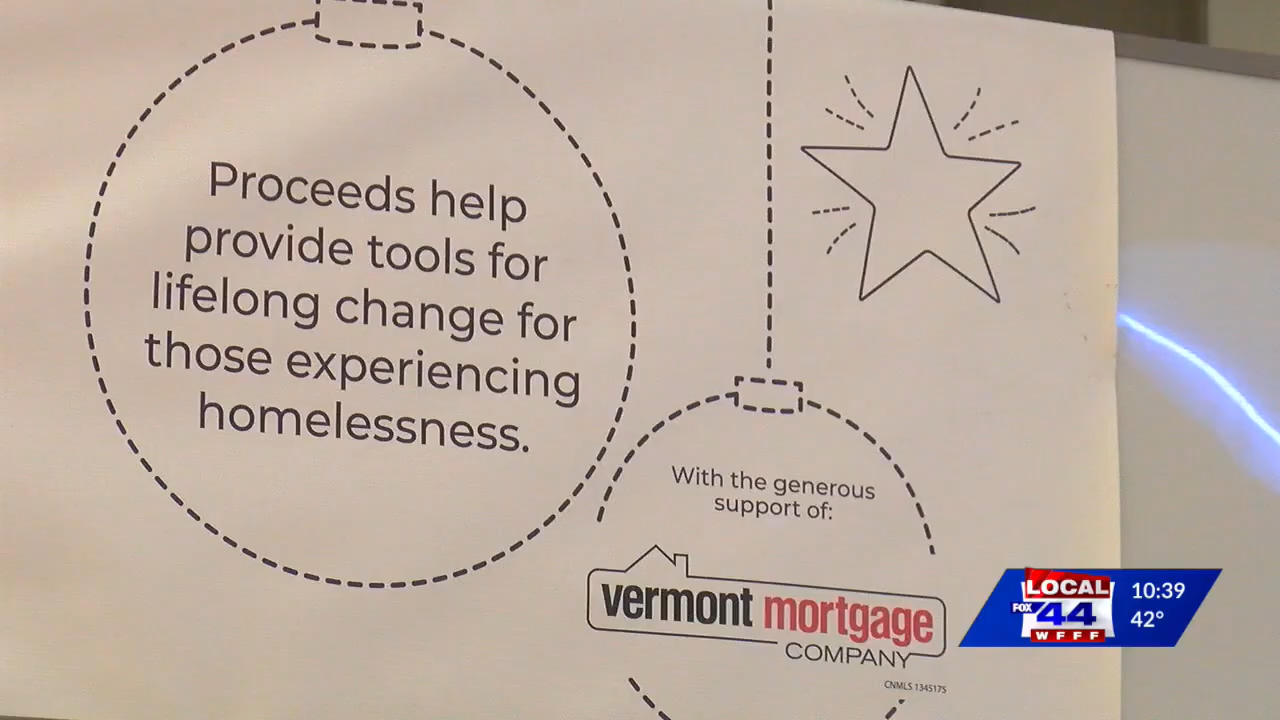 Proceeds help
provide tools for
lifelong change for
those experiencing
homelessness.
With the generous
support of:
vermont mortgage
COMPANY
CNMLS 1345175
LOCAL
FOX 44
WFFF
10:39
42°